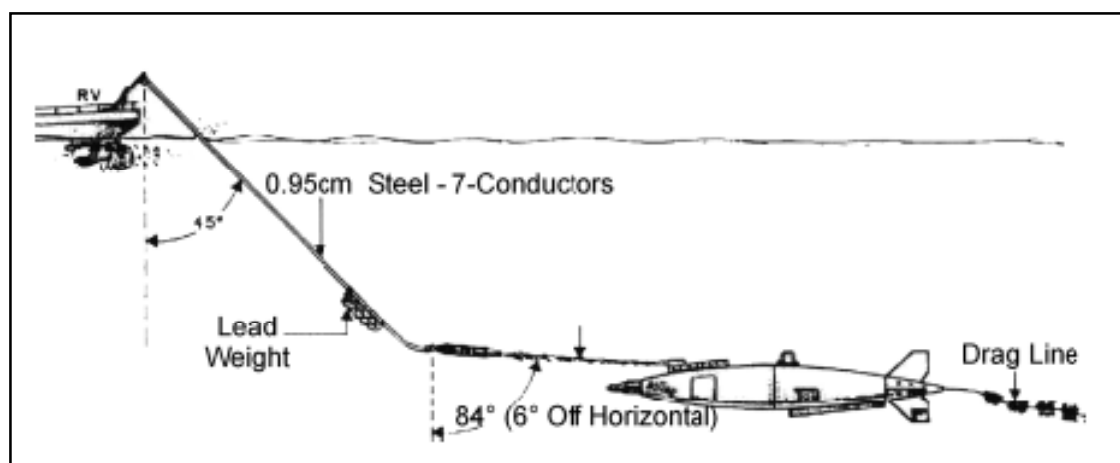 RV
0.95cm Steel - 7-Conductors
45°
Lead
Weight
Drag Line
84° (6° Off Horizontal)